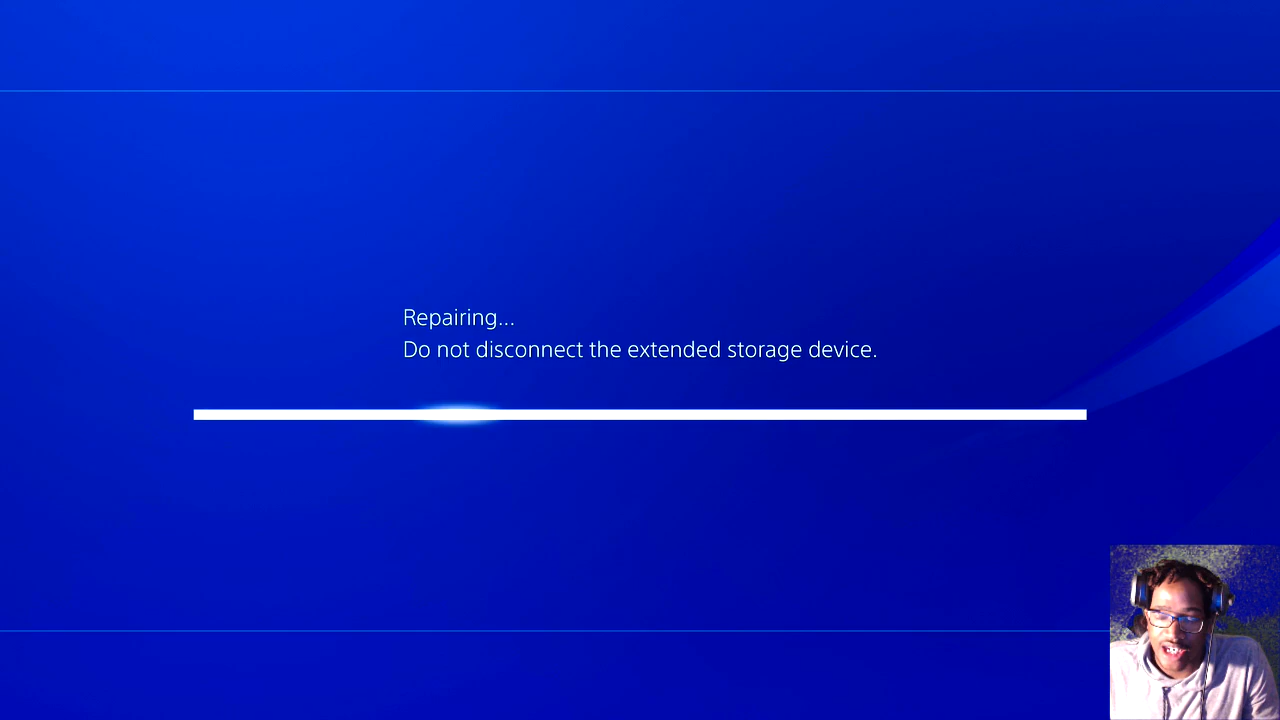 Repairing...
Do not disconnect the extended storage device.